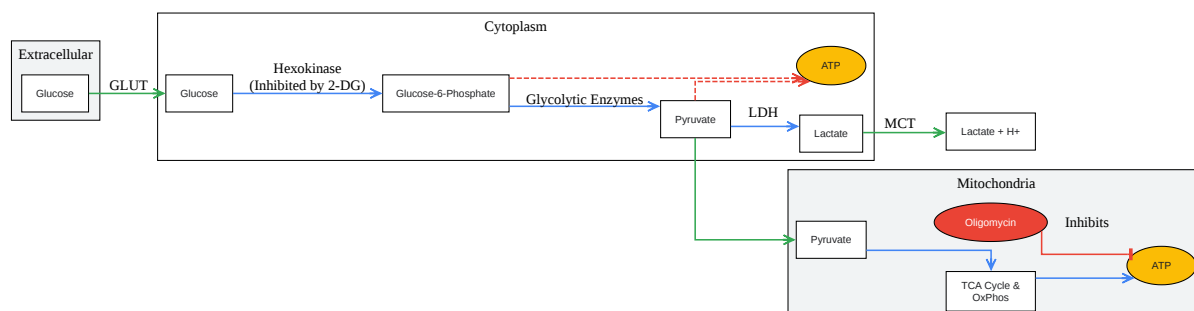 Cytoplasm
Extracellular
Glucose
GLUT
Glucose
Hexokinase
(Inhibited by 2-DG)
Glucose-6-Phosphate
Glycolytic Enzymes
ATP
Pyruvate
LDH
Lactate
MCT
Lactate + H+
Mitochondria
Pyruvate
Oligomycin
Inhibits
TCA Cycle &
OxPhos
ATP